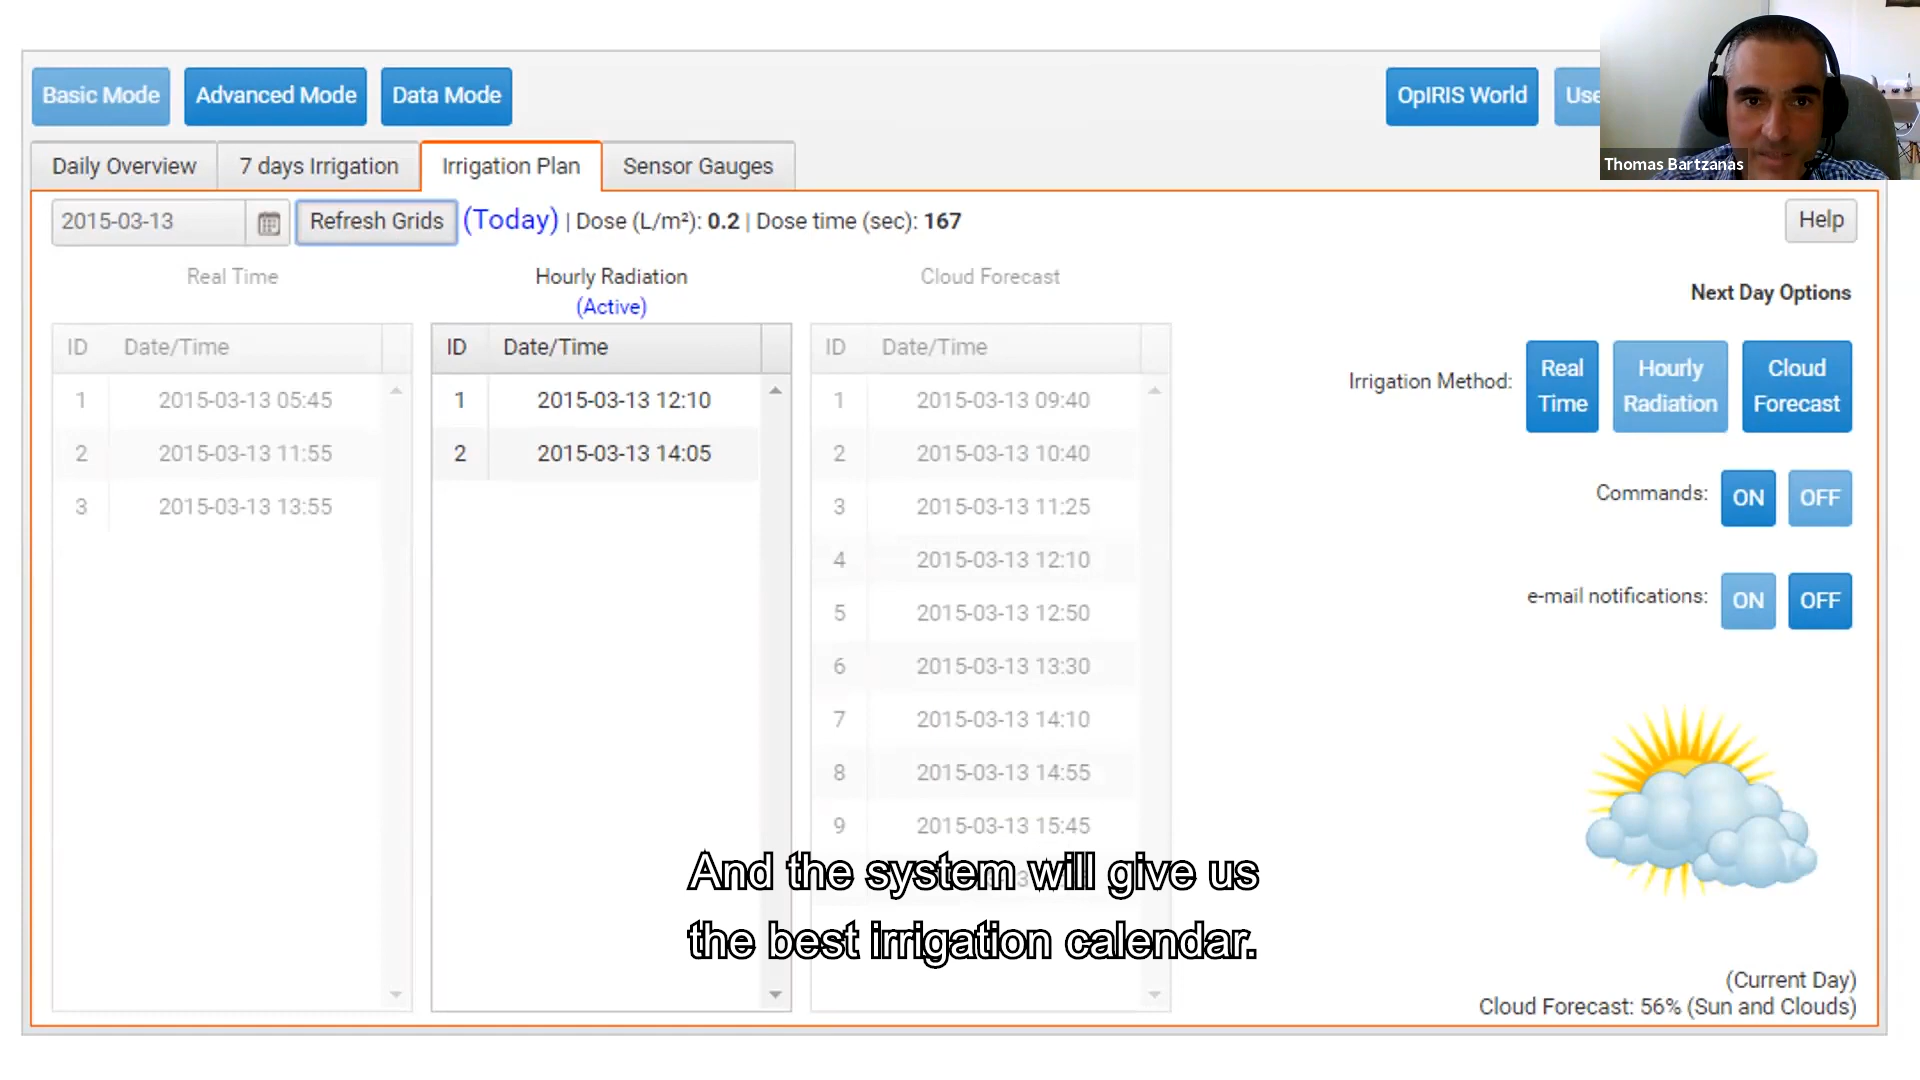 Basic Mode
Advanced Mode
Data Mode
OpIRIS World
Use
Thomas Bartzanas
Daily Overview
7 days Irrigation
Irrigation Plan
Sensor Gauges
2015-03-13
Refresh Grids
(Today) | Dose (L/m²): 0.2 | Dose time (sec): 167
Help
Real Time
ID Date/Time
1 2015-03-13 05:45
2 2015-03-13 11:55
3 2015-03-13 13:55
Hourly Radiation
(Active)
ID Date/Time
1 2015-03-13 12:10
2 2015-03-13 14:05
Cloud Forecast
ID Date/Time
1 2015-03-13 09:40
2 2015-03-13 10:40
3 2015-03-13 11:25
4 2015-03-13 12:10
5 2015-03-13 12:50
6 2015-03-13 13:30
7 2015-03-13 14:10
8 2015-03-13 14:55
9 2015-03-13 15:45
Next Day Options
Irrigation Method:
Real
Time
Hourly
Radiation
Cloud
Forecast
Commands:
ON
OFF
e-mail notifications:
ON
OFF
(Current Day)
Cloud Forecast: 56% (Sun and Clouds)
And the system will give us
the best irrigation calendar.